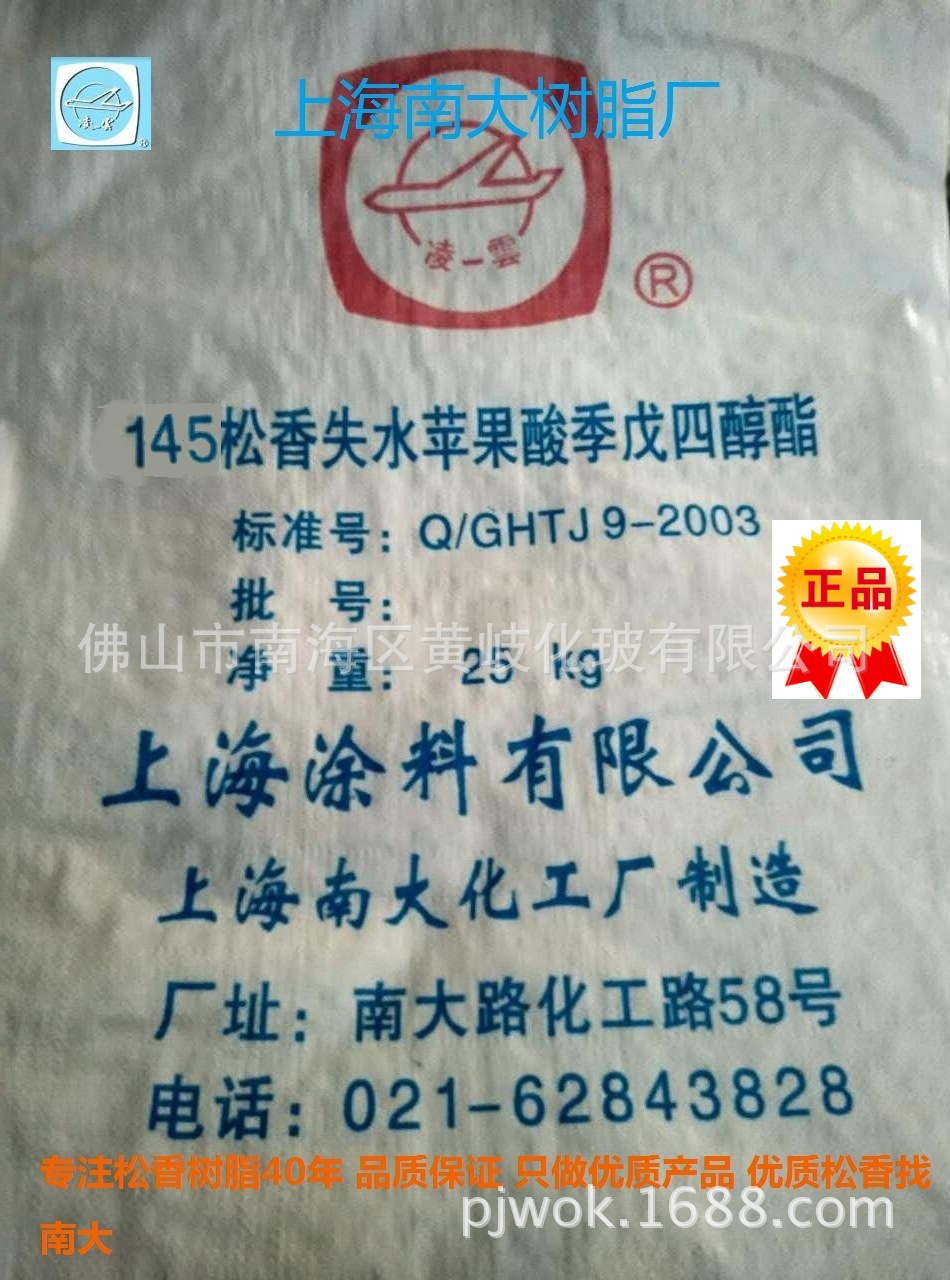 上海南大树脂厂
凌一雲
®
凌一雲
®
145松香失水苹果酸季戊四醇酯
标准号：Q/GHTJ 9-2003
正品
批 号：
佛山市南海区黄岐化玻有限公司
净 重： 25 kg
上海涂料有限公司
上海南大化工厂制造
厂址：南大路化工路58号
电话：021-62843828
专注松香树脂40年 品质保证 只做优质产品 优质松香找
南大
pjwok.1688.com